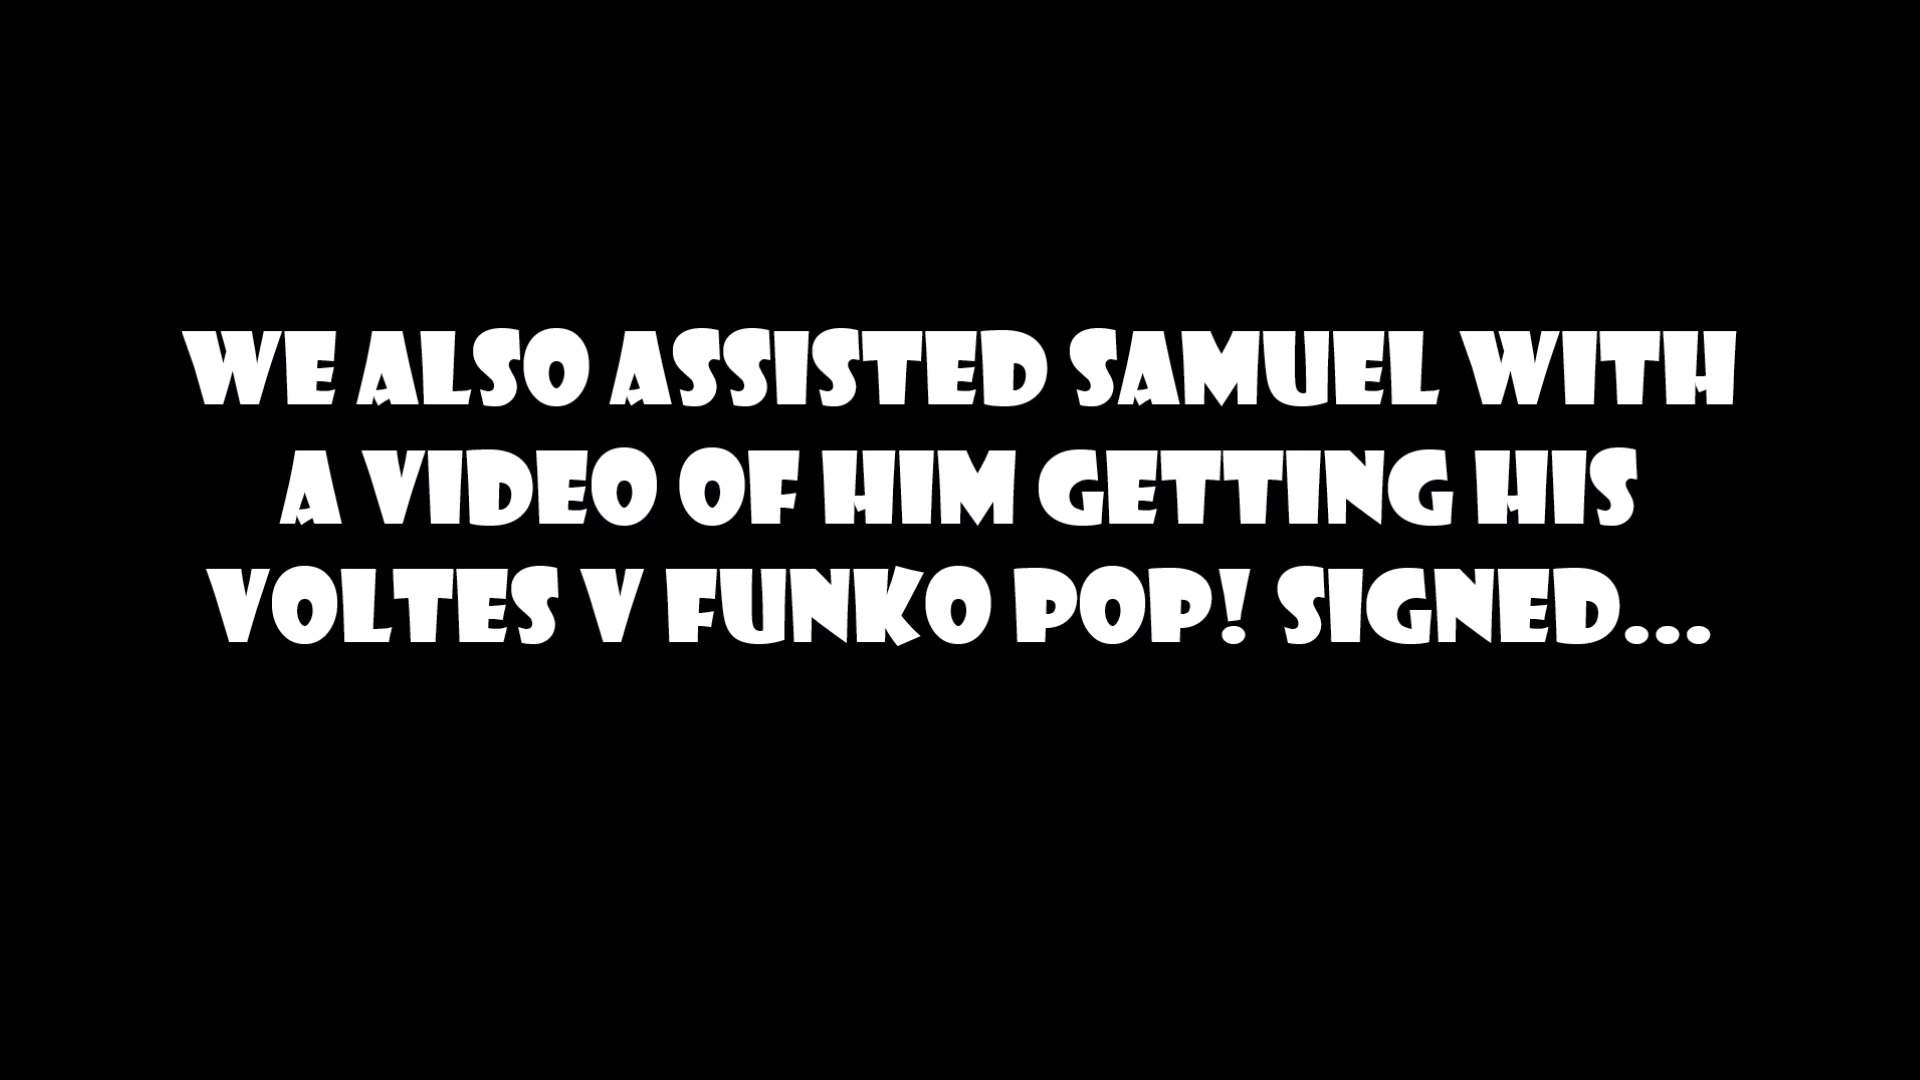 WE ALSO ASSISTED SAMUEL WITH
A VIDEO OF HIM GETTING HIS
VOLTES V FUNKO POP! SIGNED...